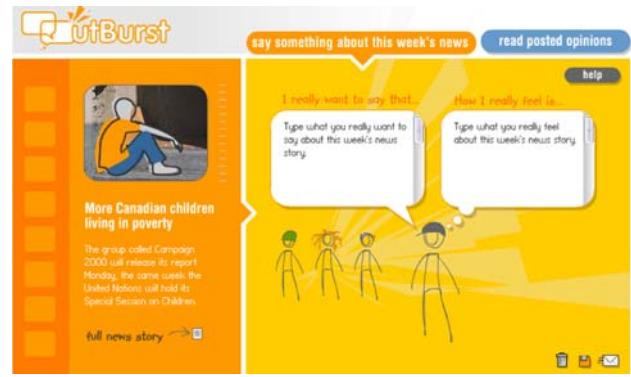 OutBurst
say something about this week's news
read posted opinions
help
I really want to say that...
How I really feel is...
Type what you really want to
say about this week's news
story.
Type what you really feel
about this week's news story.
More Canadian children
living in poverty
The group called Campaign
2000 will release its report
Monday, the same week the
United Nations will hold its
Special Session on Children.
full news story